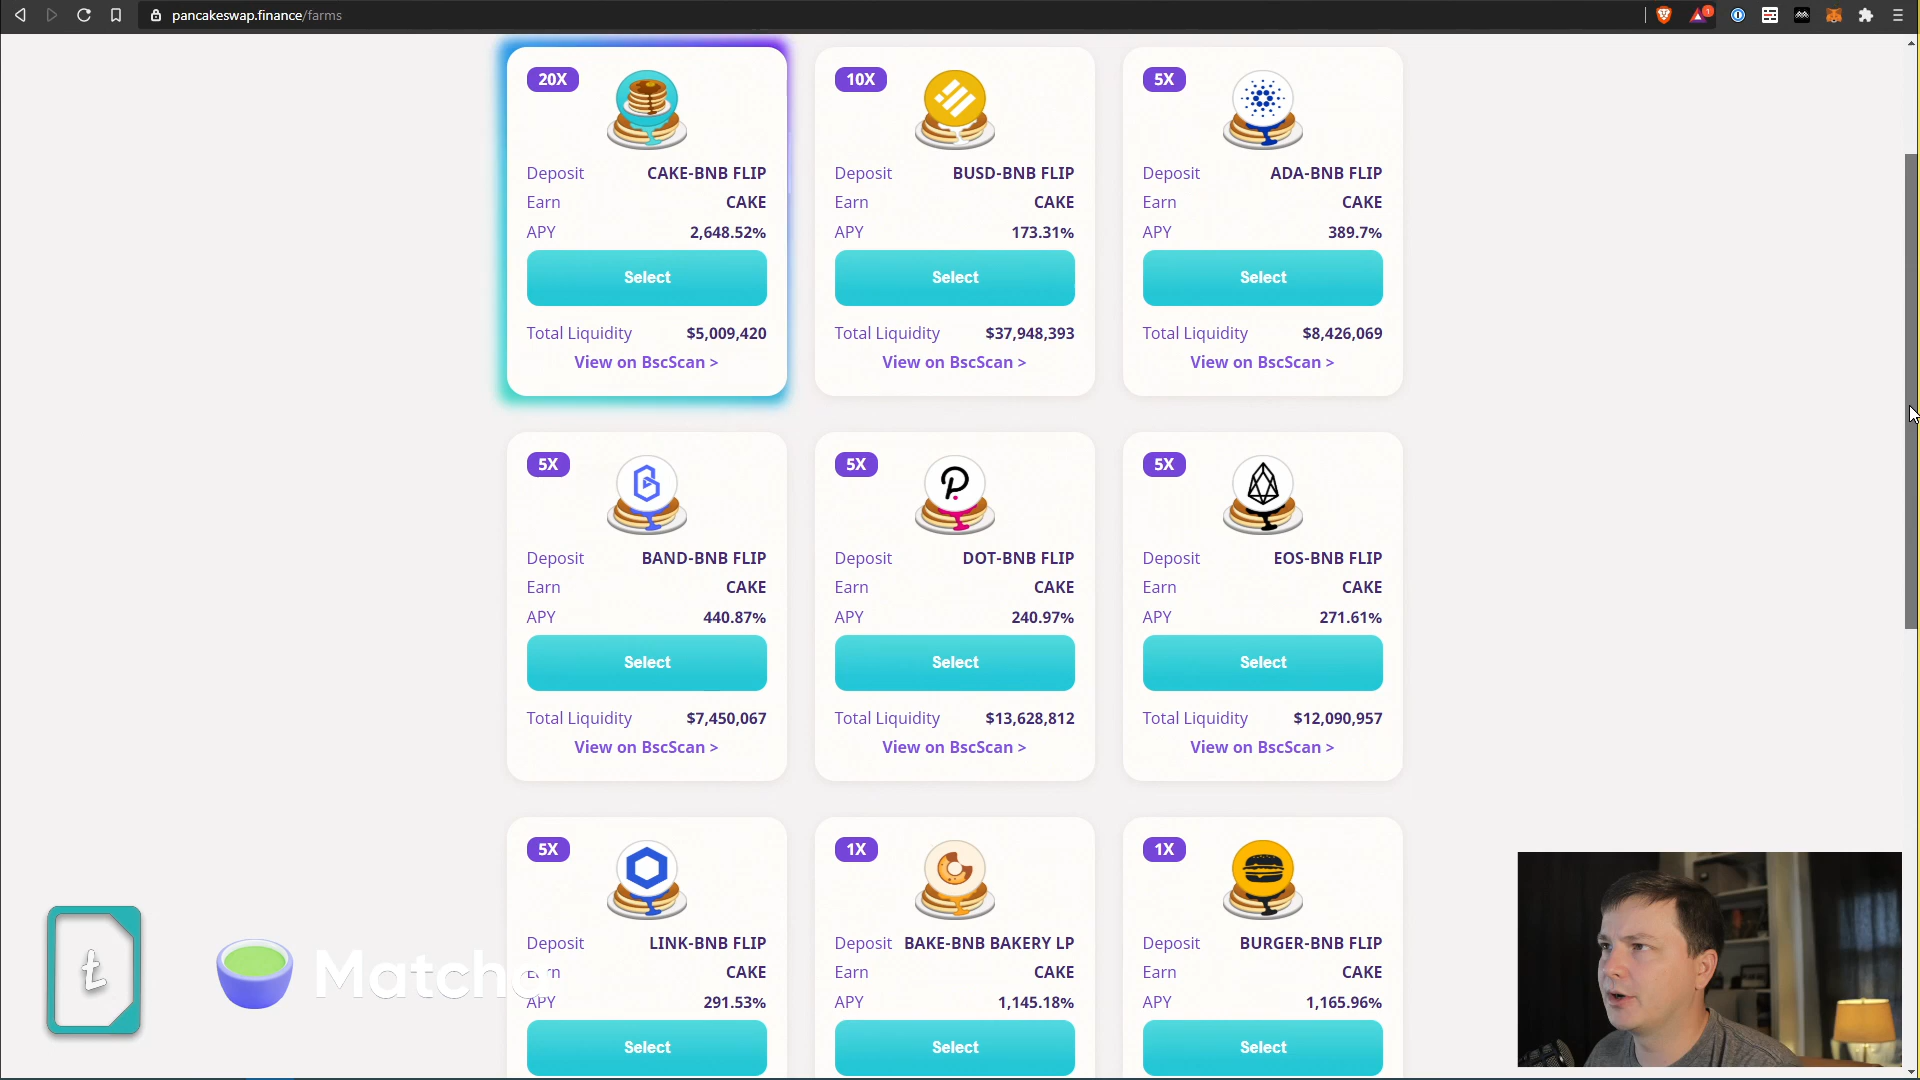 pancakeswap.finance/farms
1
20X
Deposit CAKE-BNB FLIP
Earn CAKE
APY 2,648.52%
Select
Total Liquidity $5,009,420
View on BscScan >
10X
Deposit BUSD-BNB FLIP
Earn CAKE
APY 173.31%
Select
Total Liquidity $37,948,393
View on BscScan >
5X
Deposit ADA-BNB FLIP
Earn CAKE
APY 389.7%
Select
Total Liquidity $8,426,069
View on BscScan >
5X
Deposit BAND-BNB FLIP
Earn CAKE
APY 440.87%
Select
Total Liquidity $7,450,067
View on BscScan >
5X
Deposit DOT-BNB FLIP
Earn CAKE
APY 240.97%
Select
Total Liquidity $13,628,812
View on BscScan >
5X
Deposit EOS-BNB FLIP
Earn CAKE
APY 271.61%
Select
Total Liquidity $12,090,957
View on BscScan >
5X
Deposit LINK-BNB FLIP
Earn CAKE
APY 291.53%
Select
1X
Deposit BAKE-BNB BAKERY LP
Earn CAKE
APY 1,145.18%
Select
1X
Deposit BURGER-BNB FLIP
Earn CAKE
APY 1,165.96%
Select
Matcha